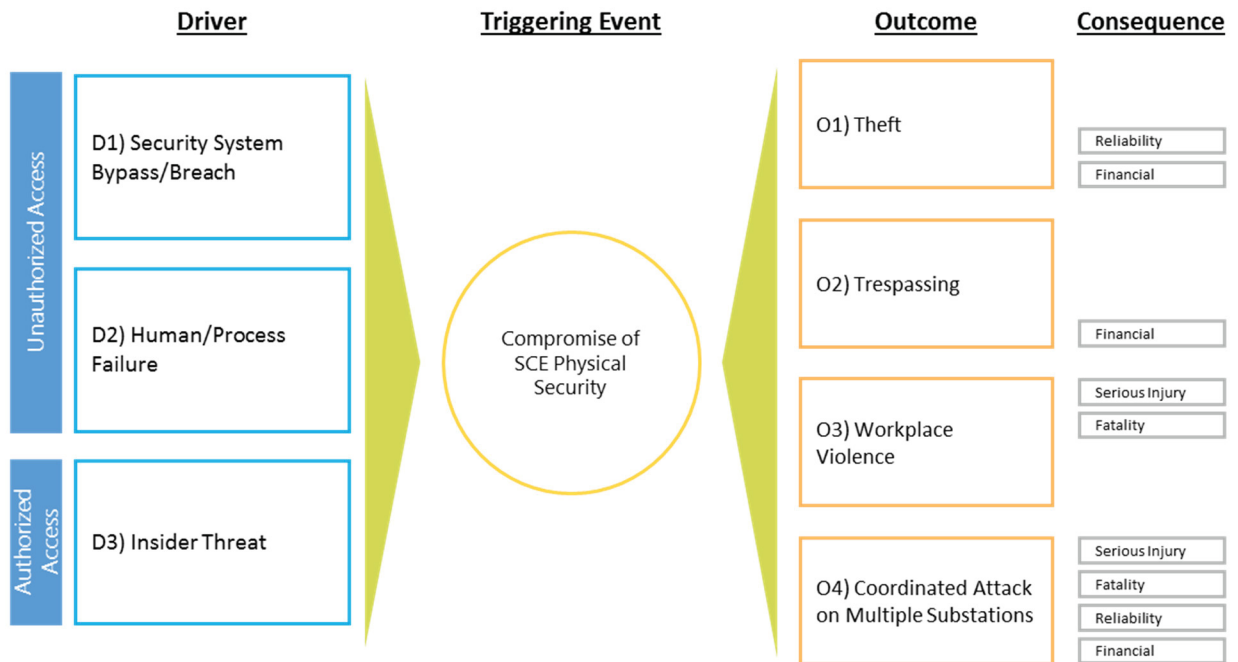 Driver
Triggering Event
Outcome
Consequence
Unauthorized Access
D1) Security System
Bypass/Breach
D2) Human/Process
Failure
Authorized
Access
D3) Insider Threat
Compromise of
SCE Physical
Security
O1) Theft
Reliability
Financial
O2) Trespassing
Financial
O3) Workplace
Violence
Serious Injury
Fatality
O4) Coordinated Attack
on Multiple Substations
Serious Injury
Fatality
Reliability
Financial